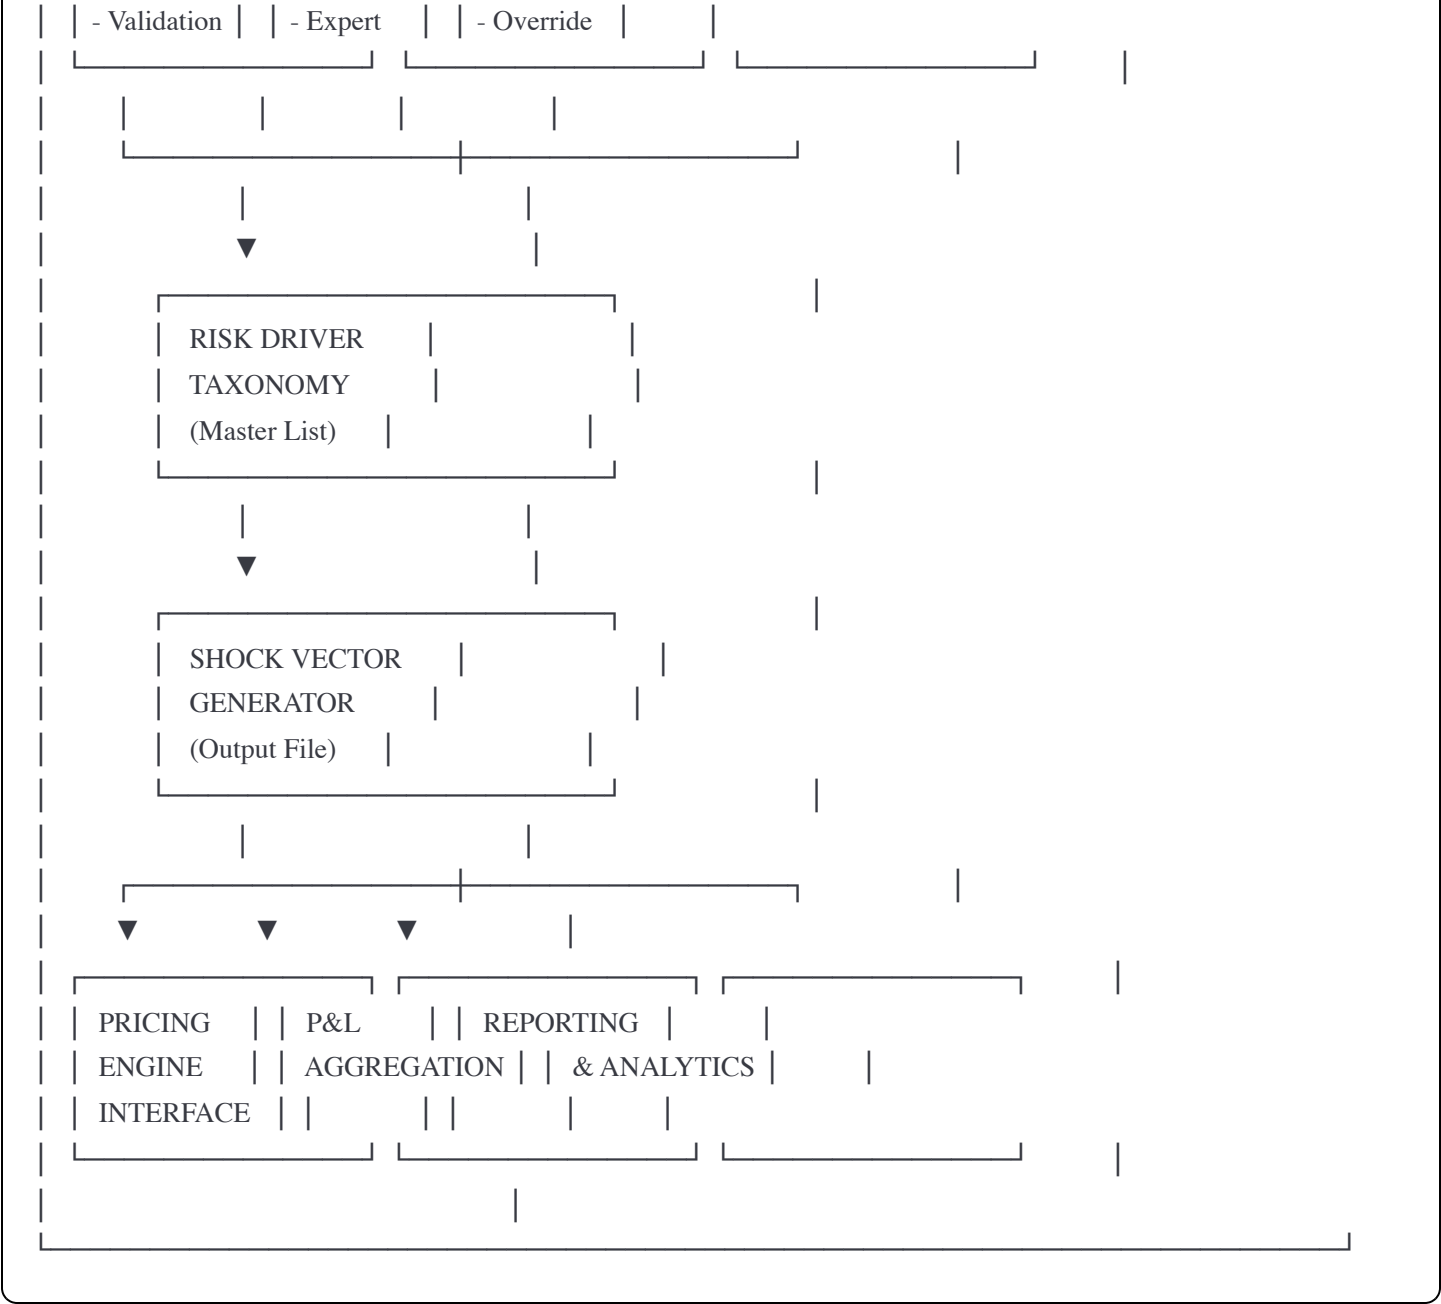 - Validation - Expert - Override
RISK DRIVER
TAXONOMY
(Master List)
SHOCK VECTOR
GENERATOR
(Output File)
PRICING P&L REPORTING
ENGINE AGGREGATION & ANALYTICS
INTERFACE